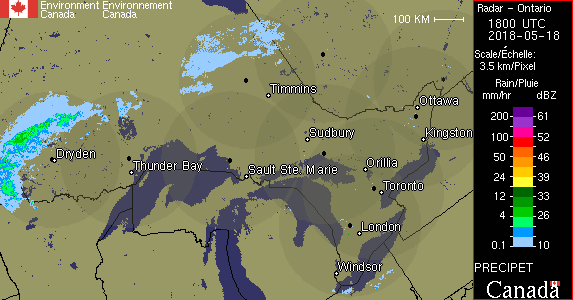 Environment Environnement
Canada Canada
100 KM
Timmins
Ottawa
Sudbury
Kingston
Dryden
Thunder Bay
Sault Ste. Marie
Orillia
Toronto
London
Windsor
Radar - Ontario
1800 UTC
2018-05-18
Scale/Échelle:
3.5 km/Pixel
Rain/Pluie
mm/hr dBZ
200 61
100 52
50 46
24 39
12 33
4 26
0.1 10
PRECIPET
Canada